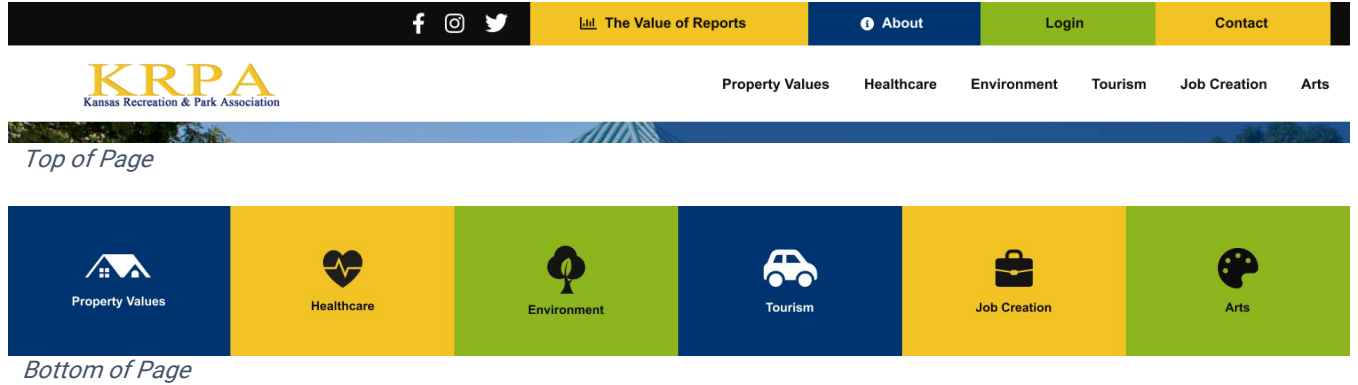 The Value of Reports About Login Contact
KRPA
Kansas Recreation & Park Association
Property Values Healthcare Environment Tourism Job Creation Arts
Top of Page
Property Values Healthcare Environment Tourism Job Creation Arts
Bottom of Page